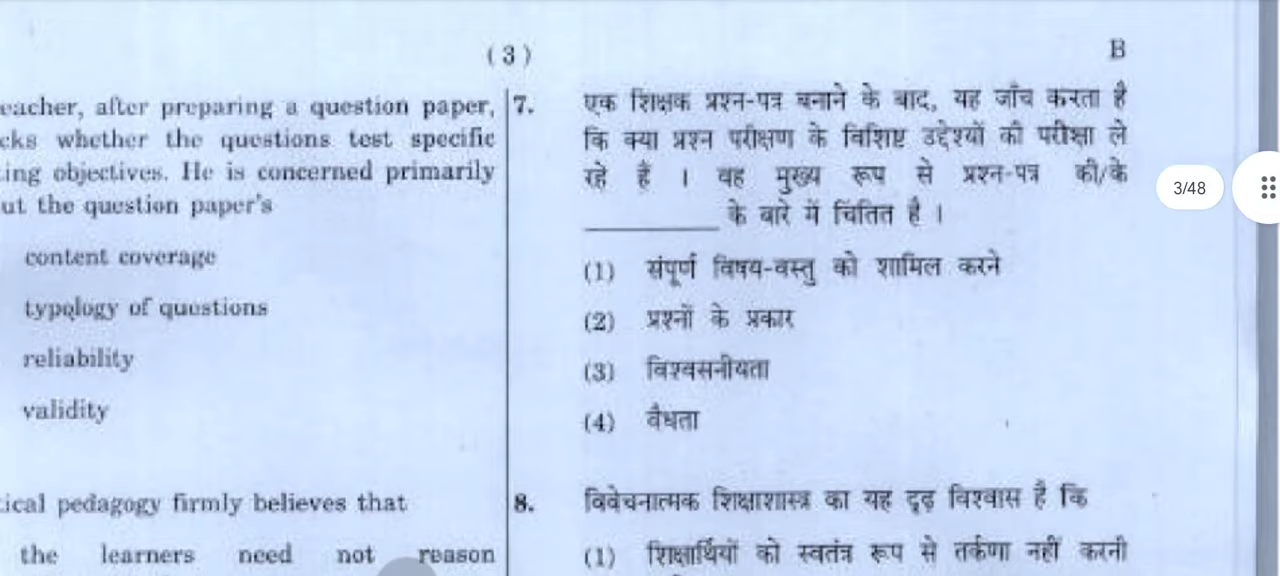 (3)
B
eacher, after preparing a question paper,
cks whether the questions test specific
ing objectives. He is concerned primarily
ut the question paper's
content coverage
typology of questions
reliability
validity
ical pedagogy firmly believes that
the learners need not reason
7. एक शिक्षक प्रश्न-पत्र बनाने के बाद, यह जाँच करता है
कि क्या प्रश्न परीक्षण के विशिष्ट उद्देश्यों की परीक्षा ले
रहे हैं । वह मुख्य रूप से प्रश्न-पत्र की/के
________ के बारे में चिंतित है ।
(1) संपूर्ण विषय-वस्तु को शामिल करने
(2) प्रश्नों के प्रकार
(3) विश्वसनीयता
(4) वैधता
8. विवेचनात्मक शिक्षाशास्त्र का यह दृढ़ विश्वास है कि
(1) शिक्षार्थियों को स्वतंत्र रूप से तर्कणा नहीं करनी
3/48